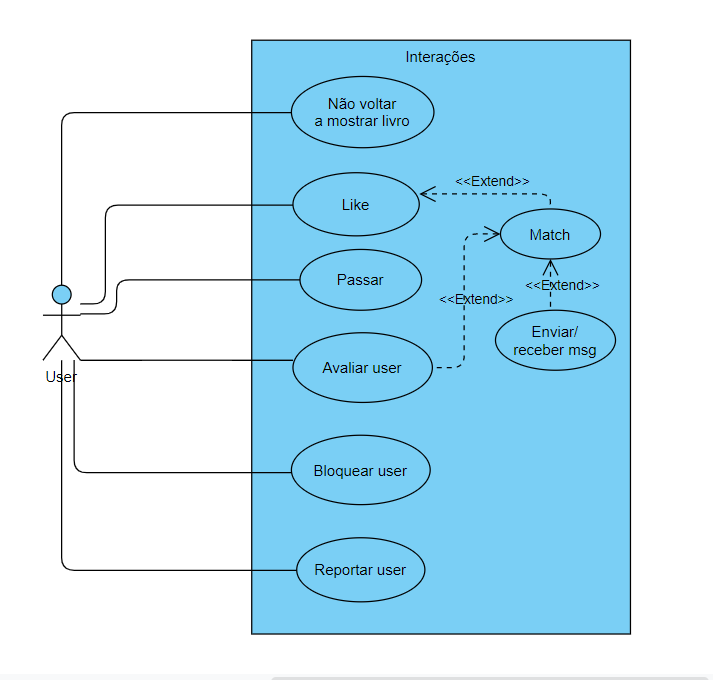 Interações
Não voltar
a mostrar livro
<<Extend>>
Like
Match
Passar
<<Extend>>
<<Extend>>
Enviar/
receber msg
Avaliar user
User
Bloquear user
Reportar user